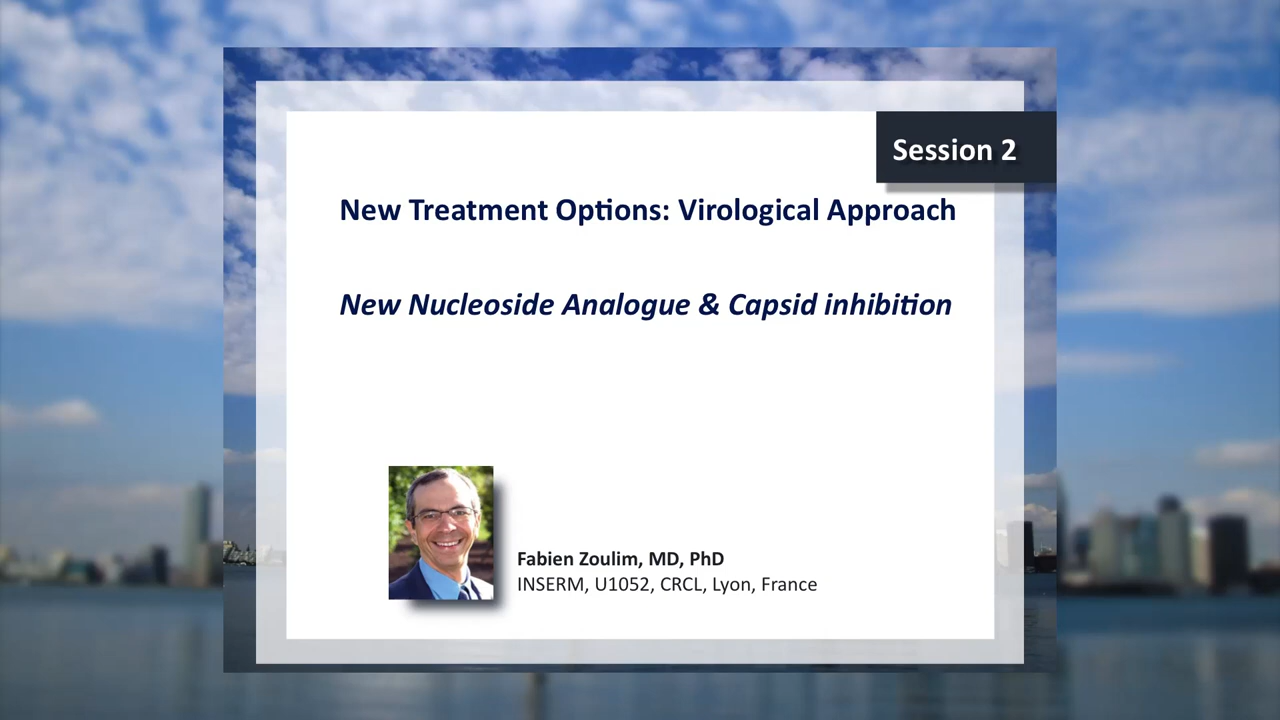 Session 2
New Treatment Options: Virological Approach
New Nucleoside Analogue & Capsid inhibition
Fabien Zoulim, MD, PhD
INSERM, U1052, CRCL, Lyon, France